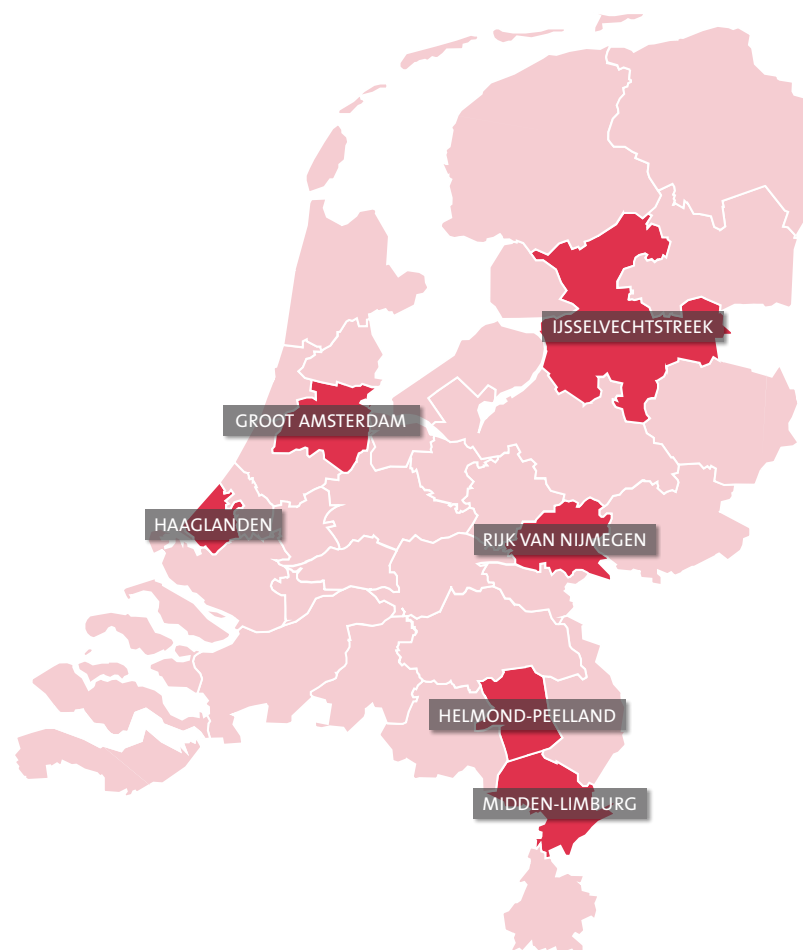 IJSSELVECHTSTREEK
GROOT AMSTERDAM
HAAGLANDEN
RIJK VAN NIJMEGEN
HELMOND-PEELLAND
MIDDEN-LIMBURG